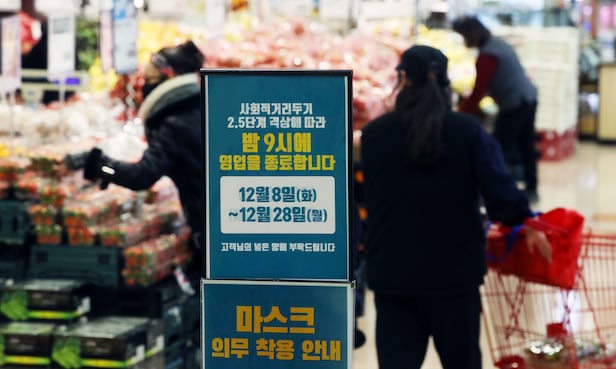 사회적거리두기
2.5단계 격상에 따라
밤 9시에
영업을 종료합니다
12월 8일(화)
~12월 28일(월)
고객님의 넓은 양해 부탁드립니다
마스크
의무 착용 안내